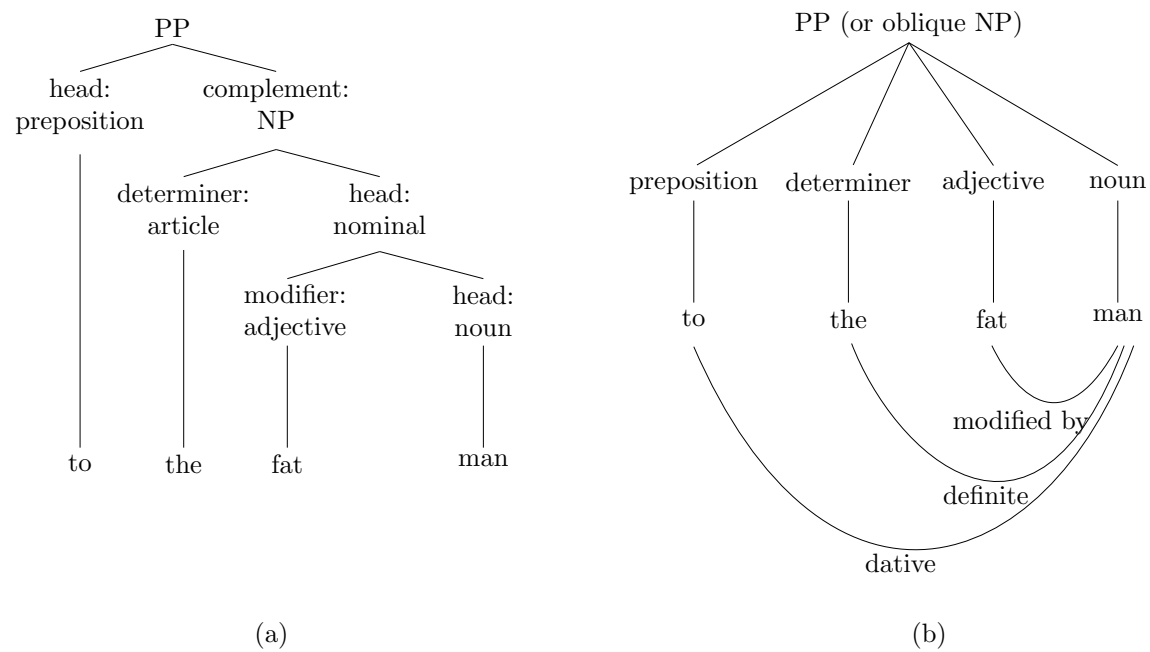 PP
head:
preposition
complement:
NP
determiner:
article
head:
nominal
modifier:
adjective
head:
noun
to the fat man
(a)
PP (or oblique NP)
preposition determiner adjective noun
to the fat man
modified by
definite
dative
(b)